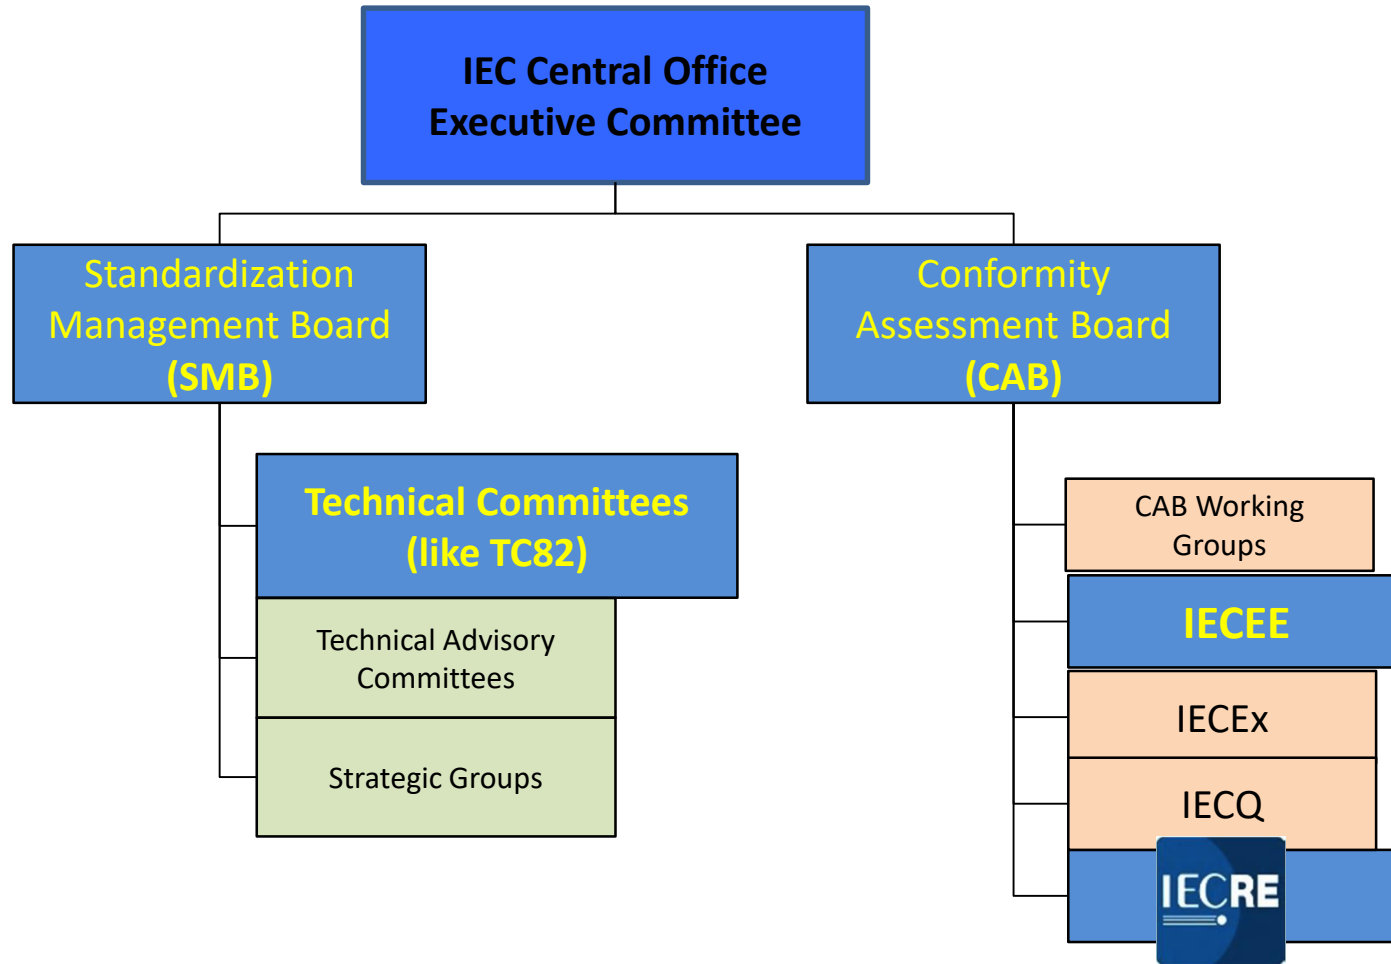 IEC Central Office
Executive Committee
Standardization
Management Board
(SMB)
Conformity
Assessment Board
(CAB)
Technical Committees
(like TC82)
Technical Advisory
Committees
Strategic Groups
CAB Working
Groups
IECEE
IECEx
IECQ
IECRE